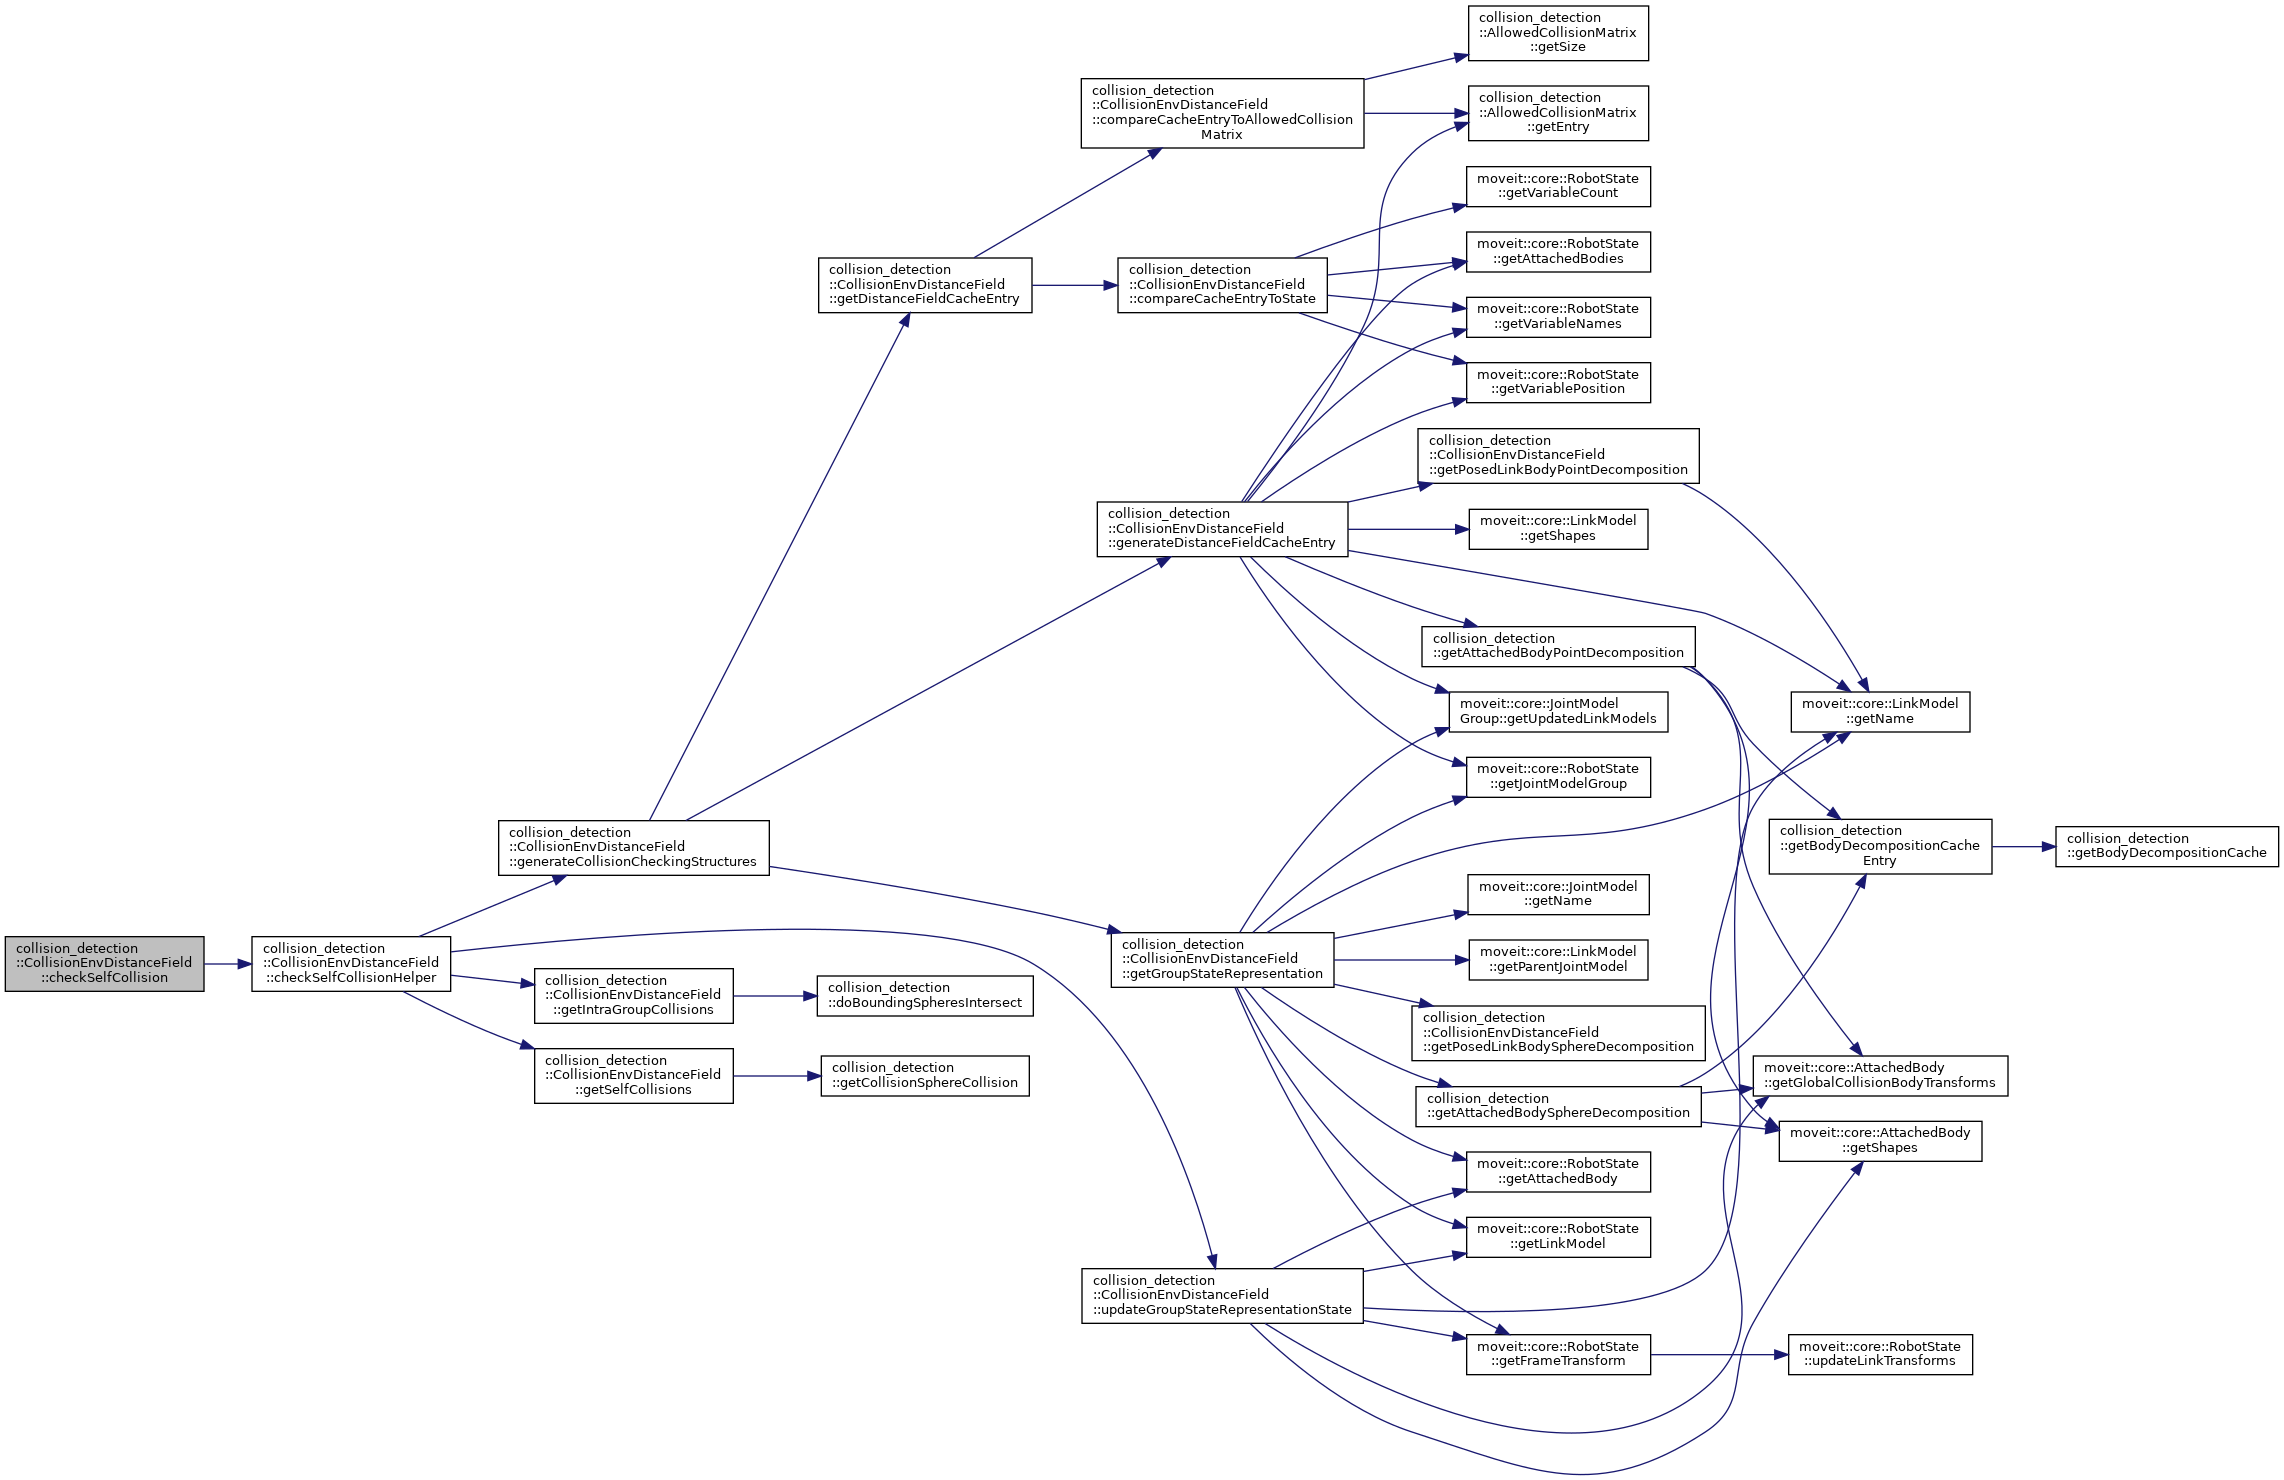 collision_detection
::CollisionEnvDistanceField
::checkSelfCollision
collision_detection
::CollisionEnvDistanceField
::checkSelfCollisionHelper
collision_detection
::CollisionEnvDistanceField
::generateCollisionCheckingStructures
collision_detection
::CollisionEnvDistanceField
::getIntraGroupCollisions
collision_detection
::CollisionEnvDistanceField
::getSelfCollisions
collision_detection
::CollisionEnvDistanceField
::getDistanceFieldCacheEntry
collision_detection
::doBoundingSpheresIntersect
collision_detection
::getCollisionSphereCollision
collision_detection
::CollisionEnvDistanceField
::compareCacheEntryToAllowedCollision
Matrix
collision_detection
::CollisionEnvDistanceField
::compareCacheEntryToState
collision_detection
::CollisionEnvDistanceField
::generateDistanceFieldCacheEntry
collision_detection
::CollisionEnvDistanceField
::getGroupStateRepresentation
collision_detection
::CollisionEnvDistanceField
::updateGroupStateRepresentationState
collision_detection
::AllowedCollisionMatrix
::getSize
collision_detection
::AllowedCollisionMatrix
::getEntry
moveit::core::RobotState
::getVariableCount
moveit::core::RobotState
::getAttachedBodies
moveit::core::RobotState
::getVariableNames
moveit::core::RobotState
::getVariablePosition
collision_detection
::CollisionEnvDistanceField
::getPosedLinkBodyPointDecomposition
moveit::core::LinkModel
::getShapes
collision_detection
::getAttachedBodyPointDecomposition
moveit::core::JointModel
Group::getUpdatedLinkModels
moveit::core::RobotState
::getJointModelGroup
moveit::core::JointModel
::getName
moveit::core::LinkModel
::getParentJointModel
collision_detection
::CollisionEnvDistanceField
::getPosedLinkBodySphereDecomposition
collision_detection
::getAttachedBodySphereDecomposition
moveit::core::RobotState
::getAttachedBody
moveit::core::RobotState
::getLinkModel
moveit::core::RobotState
::getFrameTransform
moveit::core::LinkModel
::getName
collision_detection
::getBodyDecompositionCache
Entry
moveit::core::AttachedBody
::getGlobalCollisionBodyTransforms
moveit::core::AttachedBody
::getShapes
moveit::core::RobotState
::updateLinkTransforms
collision_detection
::getBodyDecompositionCache